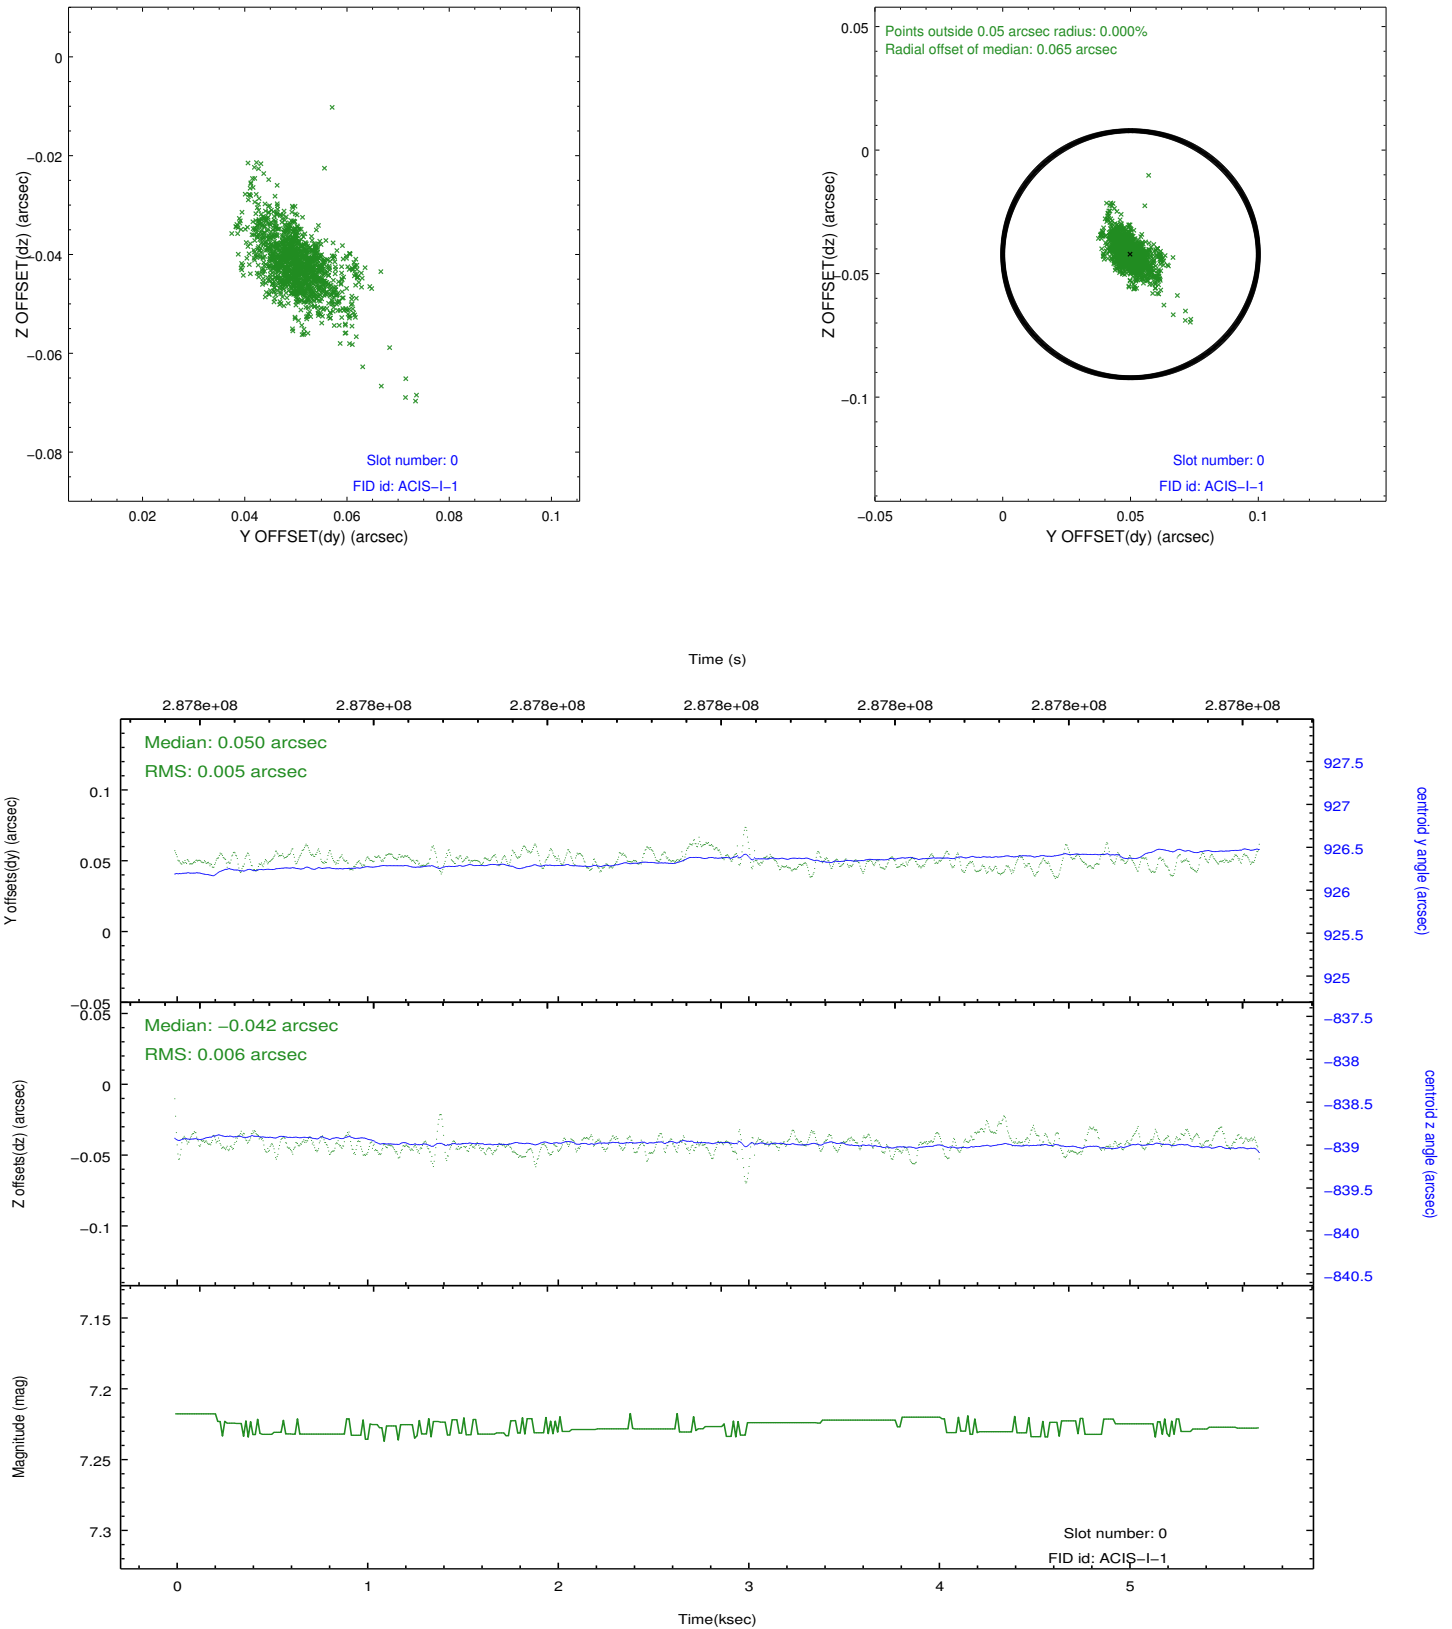 0
−0.02
−0.04
−0.06
−0.08
Z OFFSET(dz) (arcsec)
Slot number: 0
FID id: ACIS−I−1
0.02
0.04
0.06
0.08
0.1
Y OFFSET(dy) (arcsec)
Points outside 0.05 arcsec radius: 0.000%
Radial offset of median: 0.065 arcsec
0.05
0
−0.05
−0.1
Z OFFSET(dz) (arcsec)
Slot number: 0
FID id: ACIS−I−1
−0.05
0
0.05
0.1
Y OFFSET(dy) (arcsec)
Time (s)
2.878e+08
2.878e+08
2.878e+08
2.878e+08
2.878e+08
2.878e+08
2.878e+08
Median: 0.050 arcsec
RMS: 0.005 arcsec
0.1
0.05
0
−0.05
Y offsets(dy) (arcsec)
927.5
927
926.5
926
925.5
925
centroid y angle (arcsec)
Median: −0.042 arcsec
RMS: 0.006 arcsec
0.05
0
−0.05
−0.1
Z offsets(dz) (arcsec)
−837.5
−838
−838.5
−839
−839.5
−840
−840.5
centroid z angle (arcsec)
7.15
7.2
7.25
7.3
Magnitude (mag)
Slot number: 0
FID id: ACIS−I−1
0
1
2
3
4
5
Time(ksec)